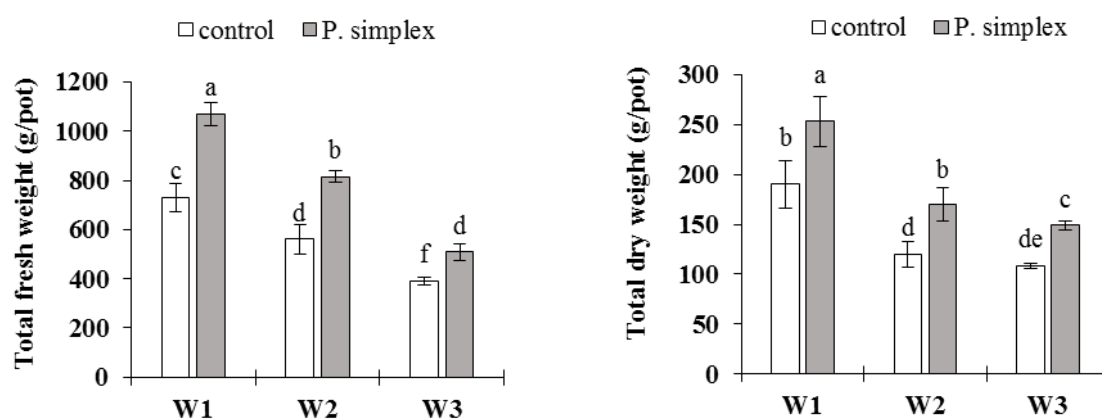 control P. simplex
Total fresh weight (g/pot)
1200
1000
800
600
400
200
0
a
c
b
d
d
f
W1 W2 W3
control P. simplex
Total dry weight (g/pot)
300
250
200
150
100
50
0
a
b
b
d
c
de
W1 W2 W3